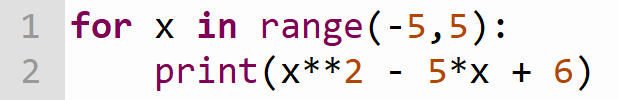 1 for x in range(-5,5):
2     print(x**2 - 5*x + 6)